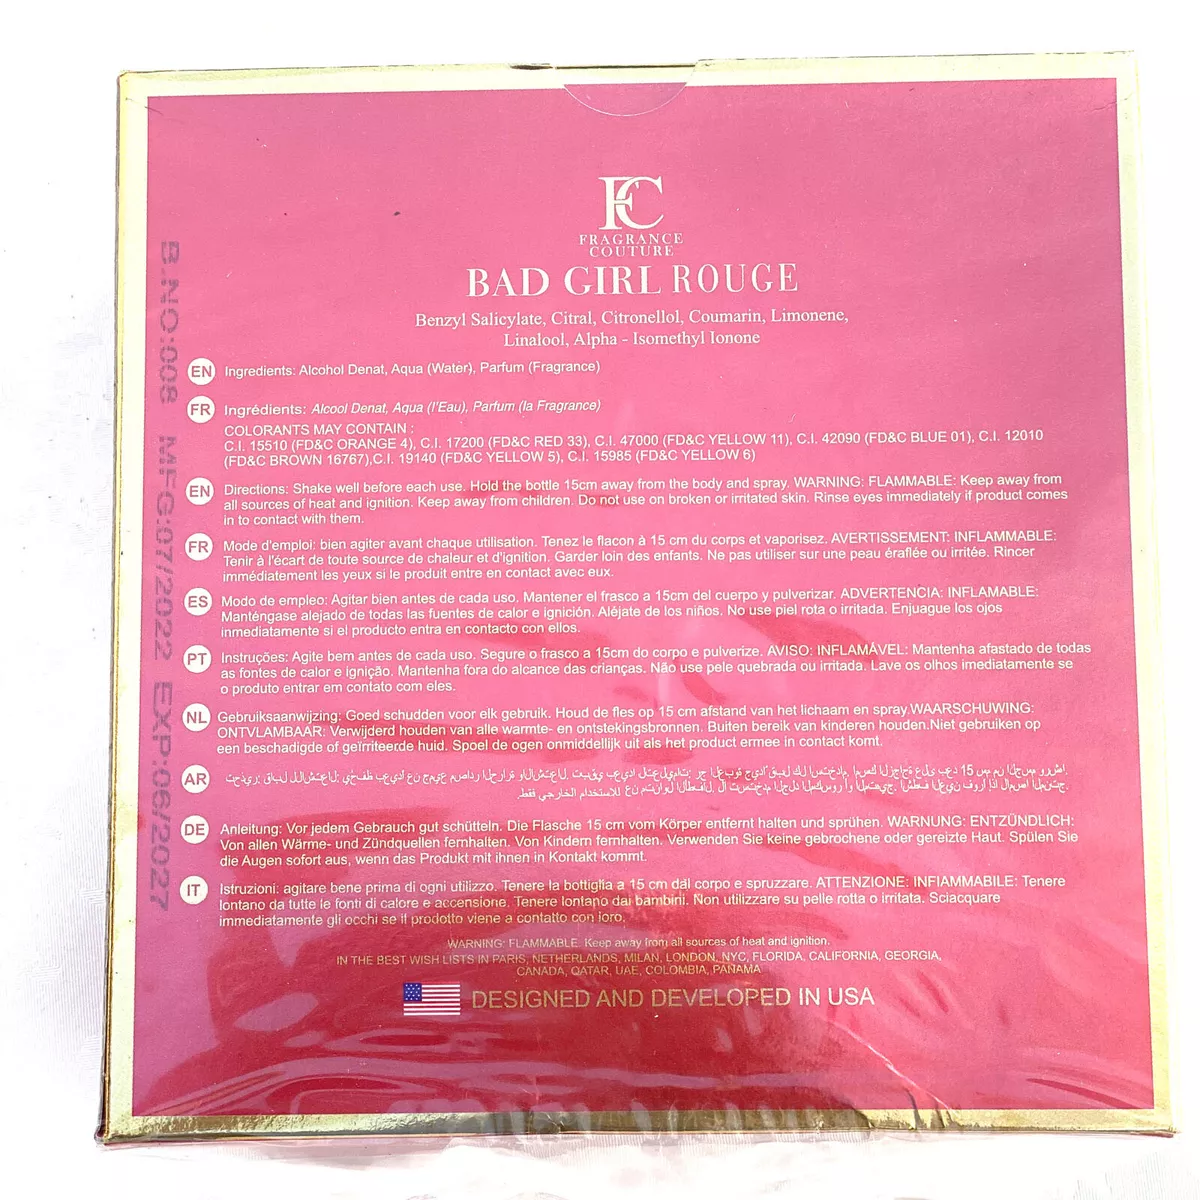 FC
FRAGRANCE
COUTURE
BAD GIRL ROUGE
Benzyl Salicylate, Citral, Citronellol, Coumarin, Limonene,
Linalool, Alpha - Isomethyl Ionone
EN Ingredients: Alcohol Denat, Aqua (Water), Parfum (Fragrance)
FR Ingrédients: Alcool Denat, Aqua (l'Eau), Parfum (la Fragrance)
COLORANTS MAY CONTAIN :
C.I. 15510 (FD&C ORANGE 4), C.I. 17200 (FD&C RED 33), C.I. 47000 (FD&C YELLOW 11), C.I. 42090 (FD&C BLUE 01), C.I. 12010
(FD&C BROWN 16767),C.I. 19140 (FD&C YELLOW 5), C.I. 15985 (FD&C YELLOW 6)
EN Directions: Shake well before each use. Hold the bottle 15cm away from the body and spray. WARNING: FLAMMABLE: Keep away from
all sources of heat and ignition. Keep away from children. Do not use on broken or irritated skin. Rinse eyes immediately if product comes
in to contact with them.
FR Mode d'emploi: bien agiter avant chaque utilisation. Tenez le flacon à 15 cm du corps et vaporisez. AVERTISSEMENT: INFLAMMABLE:
Tenir à l'écart de toute source de chaleur et d'ignition. Garder loin des enfants. Ne pas utiliser sur une peau éraflée ou irritée. Rincer
immédiatement les yeux si le produit entre en contact avec eux.
ES Modo de empleo: Agitar bien antes de cada uso. Mantener el frasco a 15cm del cuerpo y pulverizar. ADVERTENCIA: INFLAMABLE:
Manténgase alejado de todas las fuentes de calor e ignición. Aléjate de los niños. No use piel rota o irritada. Enjuague los ojos
inmediatamente si el producto entra en contacto con ellos.
PT Instruções: Agite bem antes de cada uso. Segure o frasco a 15cm do corpo e pulverize. AVISO: INFLAMÁVEL: Mantenha afastado de todas
as fontes de calor e ignição. Mantenha fora do alcance das crianças. Não use pele quebrada ou irritada. Lave os olhos imediatamente se
o produto entrar em contato com eles.
NL Gebruiksaanwijzing: Goed schudden voor elk gebruik. Houd de fles op 15 cm afstand van het lichaam en spray.WAARSCHUWING:
ONTVLAMBAAR: Verwijderd houden van alle warmte- en ontstekingsbronnen. Buiten bereik van kinderen houden.Niet gebruiken op
een beschadigde of geïrriteerde huid. Spoel de ogen onmiddellijk uit als het product ermee in contact komt.
AR
DE Anleitung: Vor jedem Gebrauch gut schütteln. Die Flasche 15 cm vom Körper entfernt halten und sprühen. WARNUNG: ENTZÜNDLICH:
Von allen Wärme- und Zündquellen fernhalten. Von Kindern fernhalten. Verwenden Sie keine gebrochene oder gereizte Haut. Spülen Sie
die Augen sofort aus, wenn das Produkt mit ihnen in Kontakt kommt.
IT Istruzioni: agitare bene prima di ogni utilizzo. Tenere la bottiglia a 15 cm dal corpo e spruzzare. ATTENZIONE: INFIAMMABILE: Tenere
lontano da tutte le fonti di calore e accensione. Tenere lontano dai bambini. Non utilizzare su pelle rotta o irritata. Sciacquare
immediatamente gli occhi se il prodotto viene a contatto con loro.
WARNING: FLAMMABLE. Keep away from all sources of heat and ignition.
IN THE BEST WISH LISTS IN PARIS, NETHERLANDS, MILAN, LONDON, NYC, FLORIDA, CALIFORNIA, GEORGIA,
CANADA, QATAR, UAE, COLOMBIA, PANAMA
DESIGNED AND DEVELOPED IN USA
B.NO:008 MFG:07/2022 EXP:06/2027